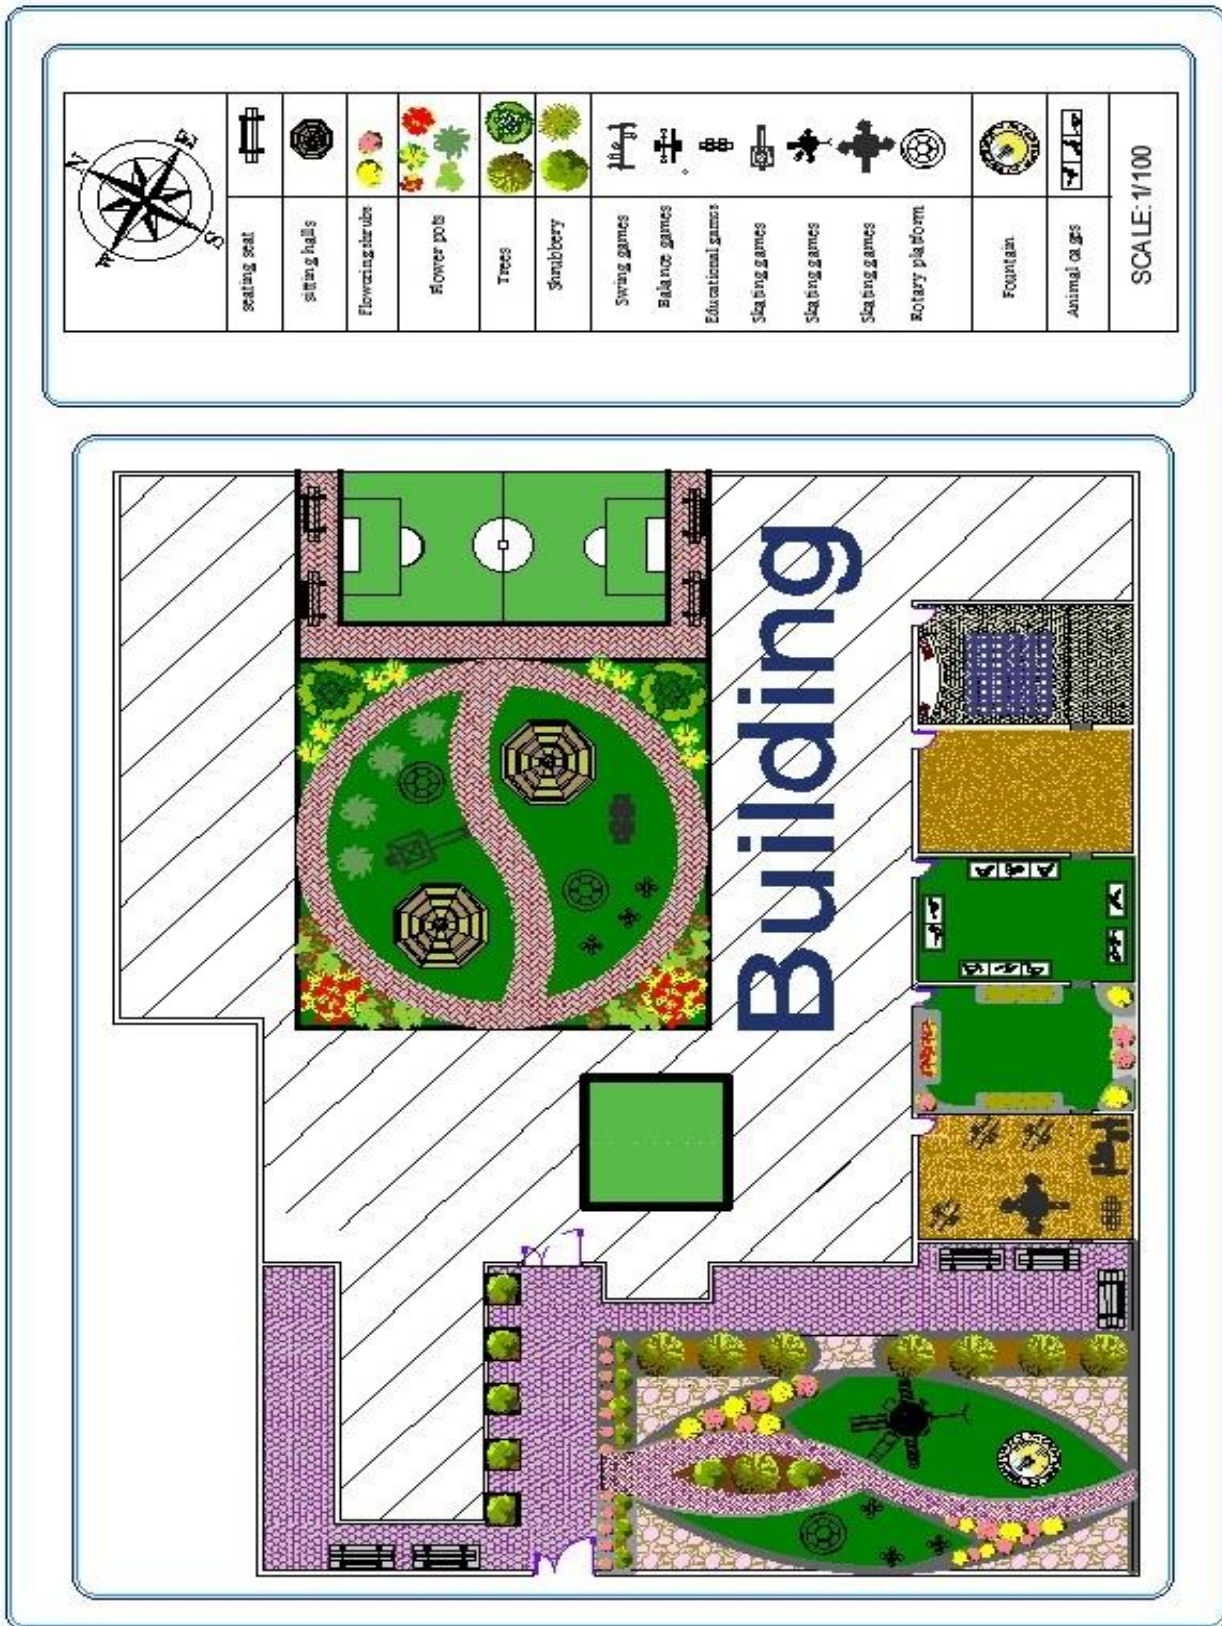 N
E
S
W
seating seat
sitting halls
Flowering shrubs
Flower pots
Trees
Shrubbery
Swing games
Balance games
Educational games
Skating games
Skating games
Skating games
Rotary platform
Fountain
Animal cages
SCALE: 1/100
Building